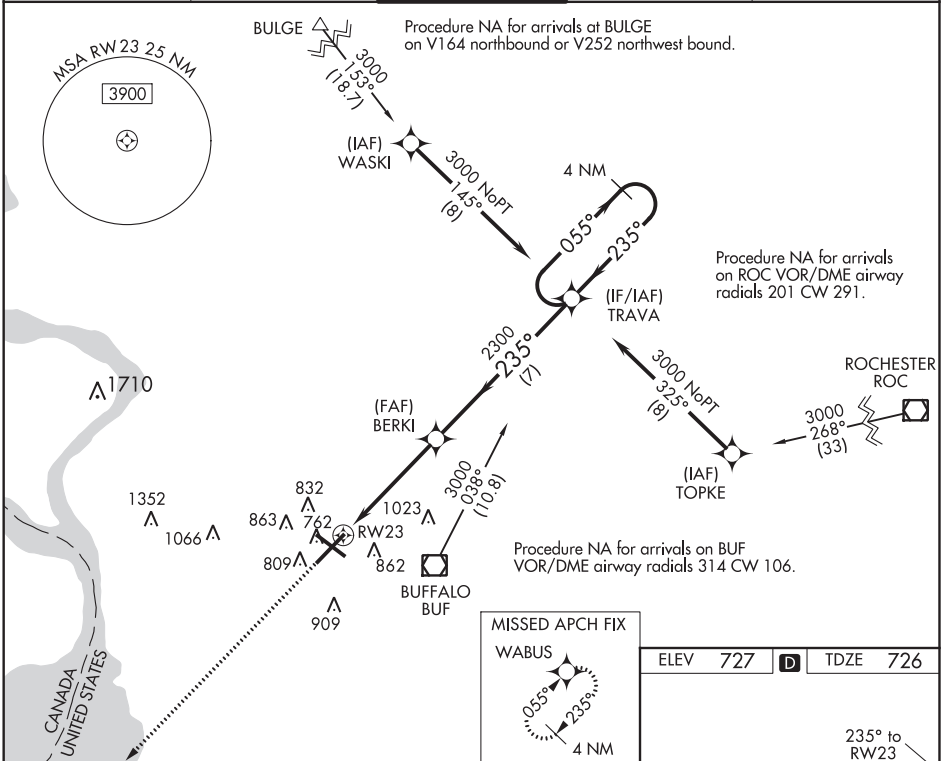 BULGE
Procedure NA for arrivals at BULGE
on V164 northbound or V252 northwest bound.
MSA RW 23 25 NM
3900
3000
153°
(18.7)
(IAF)
WASKI
3000 NoPT
145°
(8)
4 NM
055°
235°
Procedure NA for arrivals
on ROC VOR/DME airway
radials 201 CW 291.
(IF/IAF)
TRAVA
2300
235°
(7)
3000 NoPT
325°
(8)
ROCHESTER
ROC
3000
268°
(33)
1710
(FAF)
BERKI
(IAF)
TOPKE
3000
038°
(10.8)
1352
1066
832
863
762
1023
RW23
809
862
BUFFALO
BUF
Procedure NA for arrivals on BUF
VOR/DME airway radials 314 CW 106.
909
CANADA
UNITED STATES
MISSED APCH FIX
WABUS
055°
235°
4 NM
ELEV 727 D TDZE 726
235° to
RW23